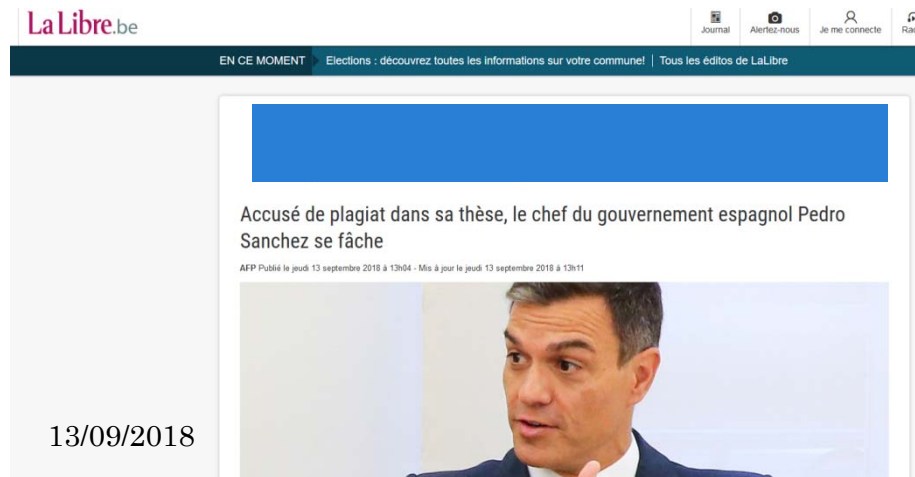 La Libre.be
Journal
Alertez-nous
Je me connecte
EN CE MOMENT Elections : découvrez toutes les informations sur votre commune! | Tous les éditos de LaLibre
Accusé de plagiat dans sa thèse, le chef du gouvernement espagnol Pedro
Sanchez se fâche
AFP Publié le jeudi 13 septembre 2018 à 13h04 - Mis à jour le jeudi 13 septembre 2018 à 13h11
13/09/2018